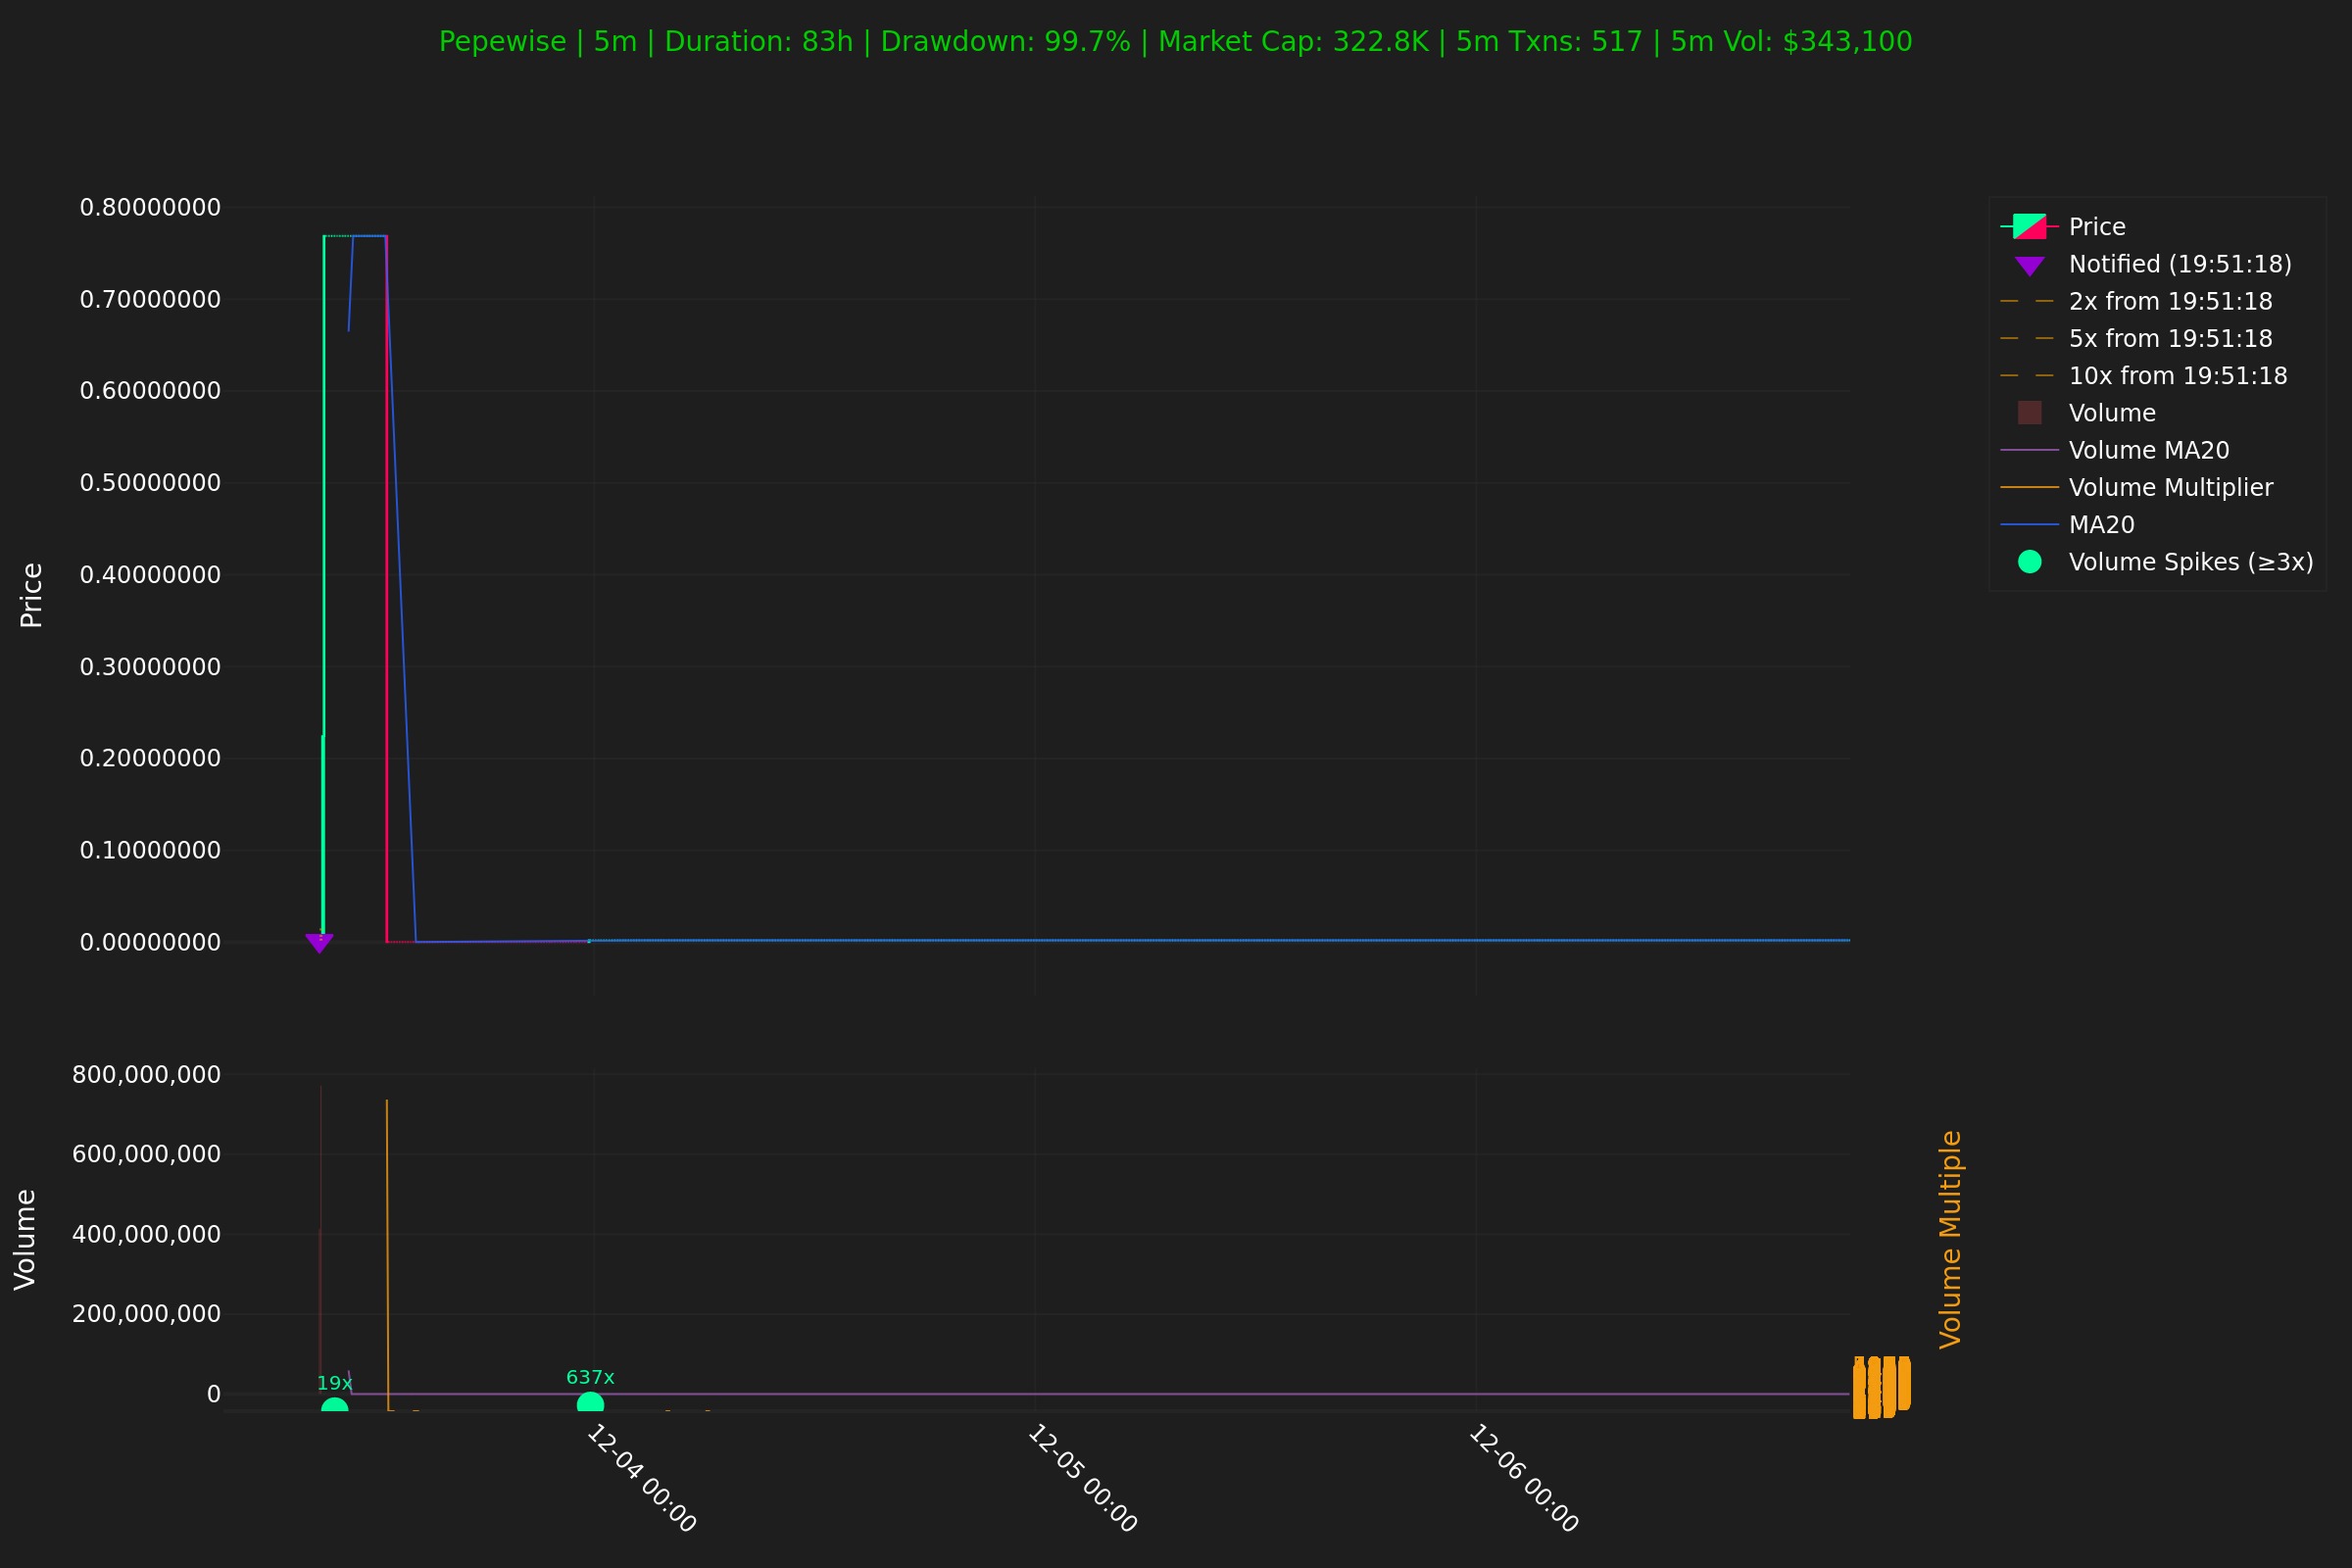 Pepewise | 5m | Duration: 83h | Drawdown: 99.7% | Market Cap: 322.8K | 5m Txns: 517 | 5m Vol: $343,100
0.80000000
0.70000000
0.60000000
0.50000000
0.40000000
0.30000000
0.20000000
0.10000000
0.00000000
Price
Price
Notified (19:51:18)
2x from 19:51:18
5x from 19:51:18
10x from 19:51:18
Volume
Volume MA20
Volume Multiplier
MA20
Volume Spikes (≥3x)
800,000,000
600,000,000
400,000,000
200,000,000
0
Volume
19x
637x
Volume Multiple
12-04 00:00
12-05 00:00
12-06 00:00